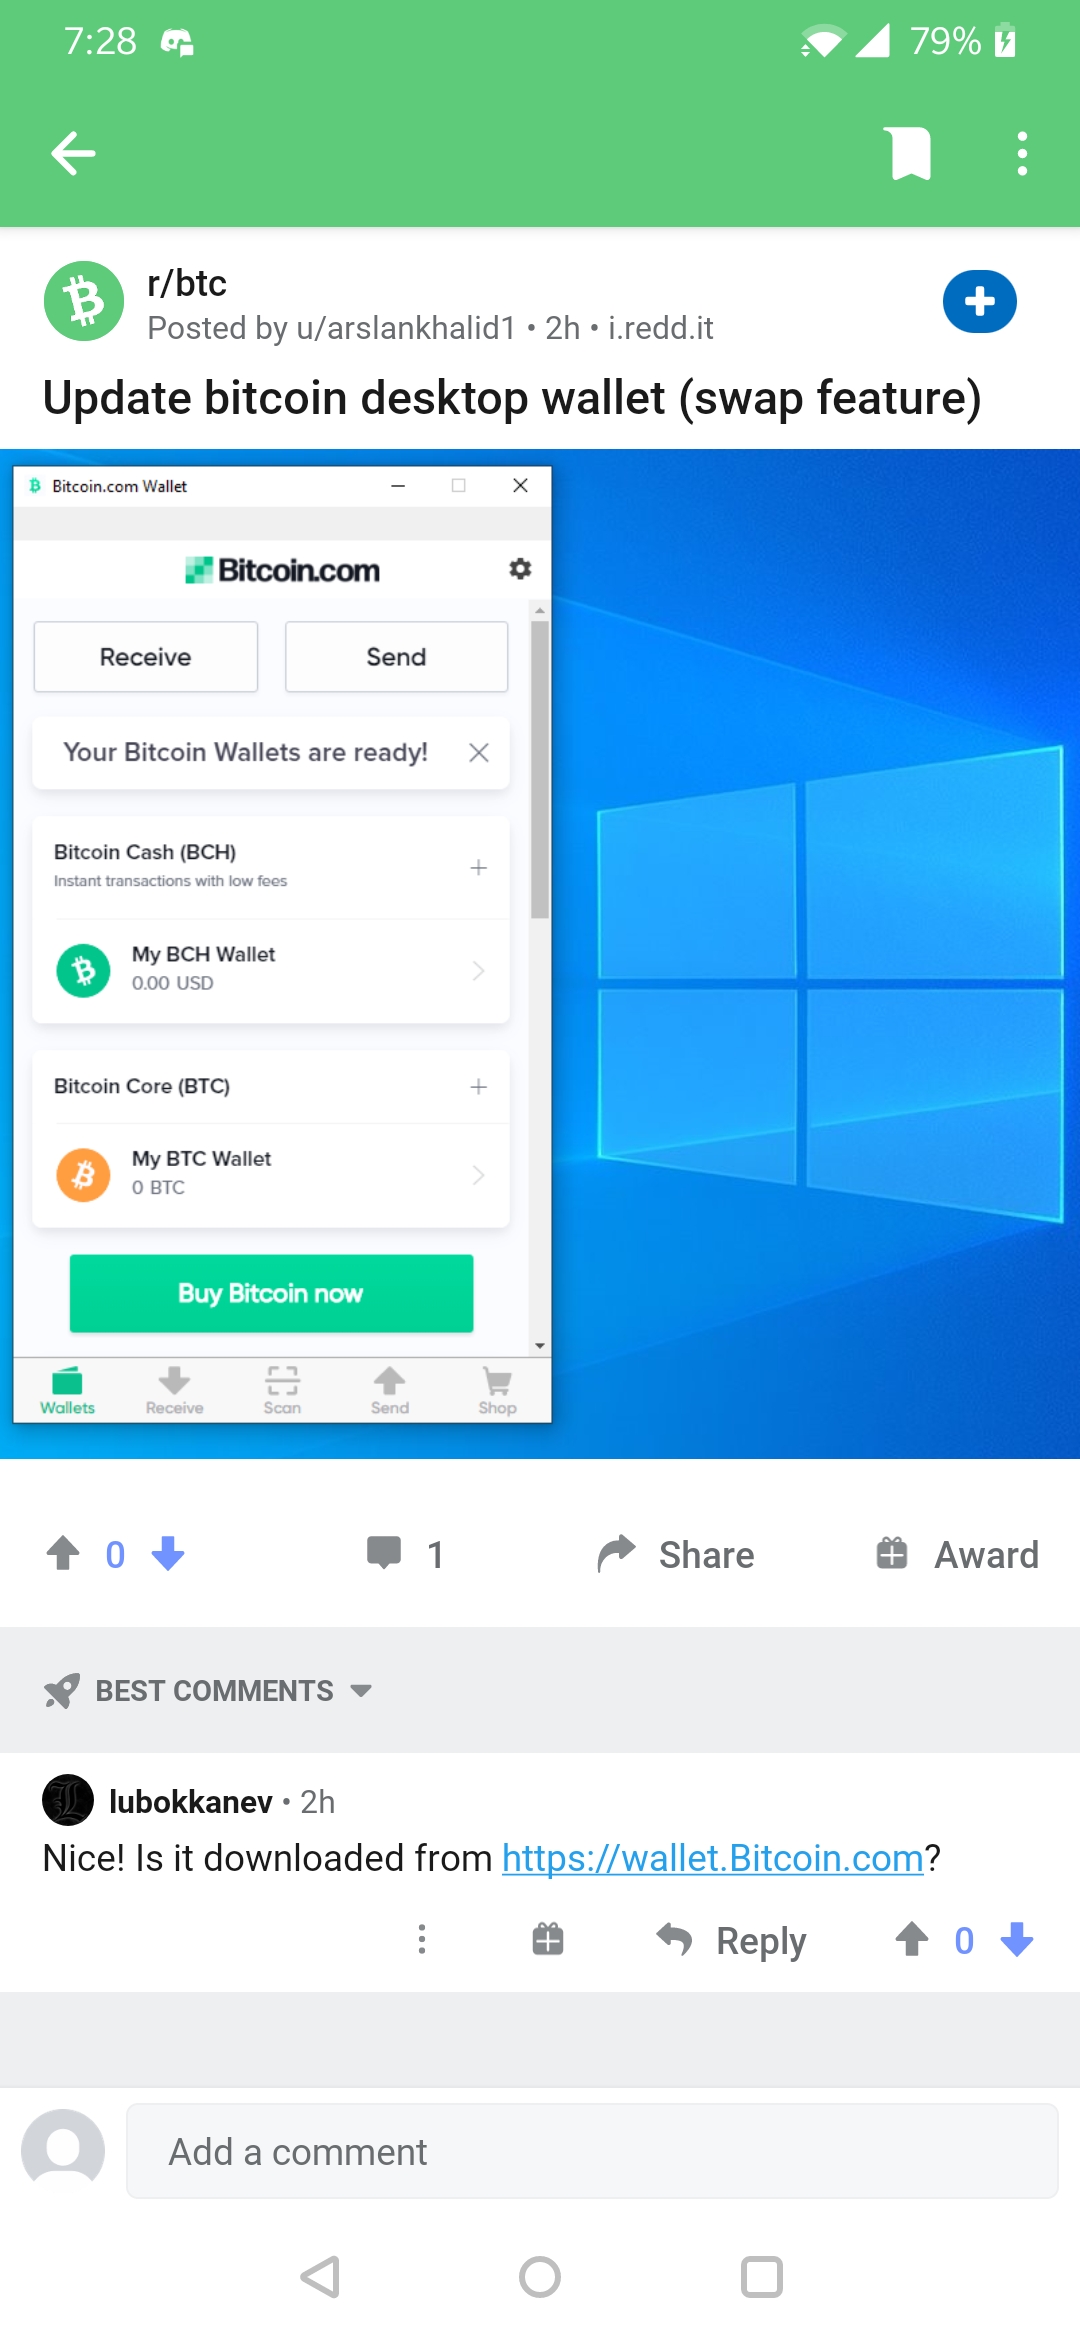 7:28
79%
r/btc
Posted by u/arslankhalid1 • 2h • i.redd.it
Update bitcoin desktop wallet (swap feature)
Bitcoin.com Wallet
Bitcoin.com
Receive
Send
Your Bitcoin Wallets are ready!
Bitcoin Cash (BCH)
Instant transactions with low fees
My BCH Wallet
0.00 USD
Bitcoin Core (BTC)
My BTC Wallet
0 BTC
Buy Bitcoin now
Wallets Receive Scan Send Shop
0 1 Share Award
BEST COMMENTS
lubokkanev • 2h
Nice! Is it downloaded from https://wallet.Bitcoin.com?
Reply 0
Add a comment